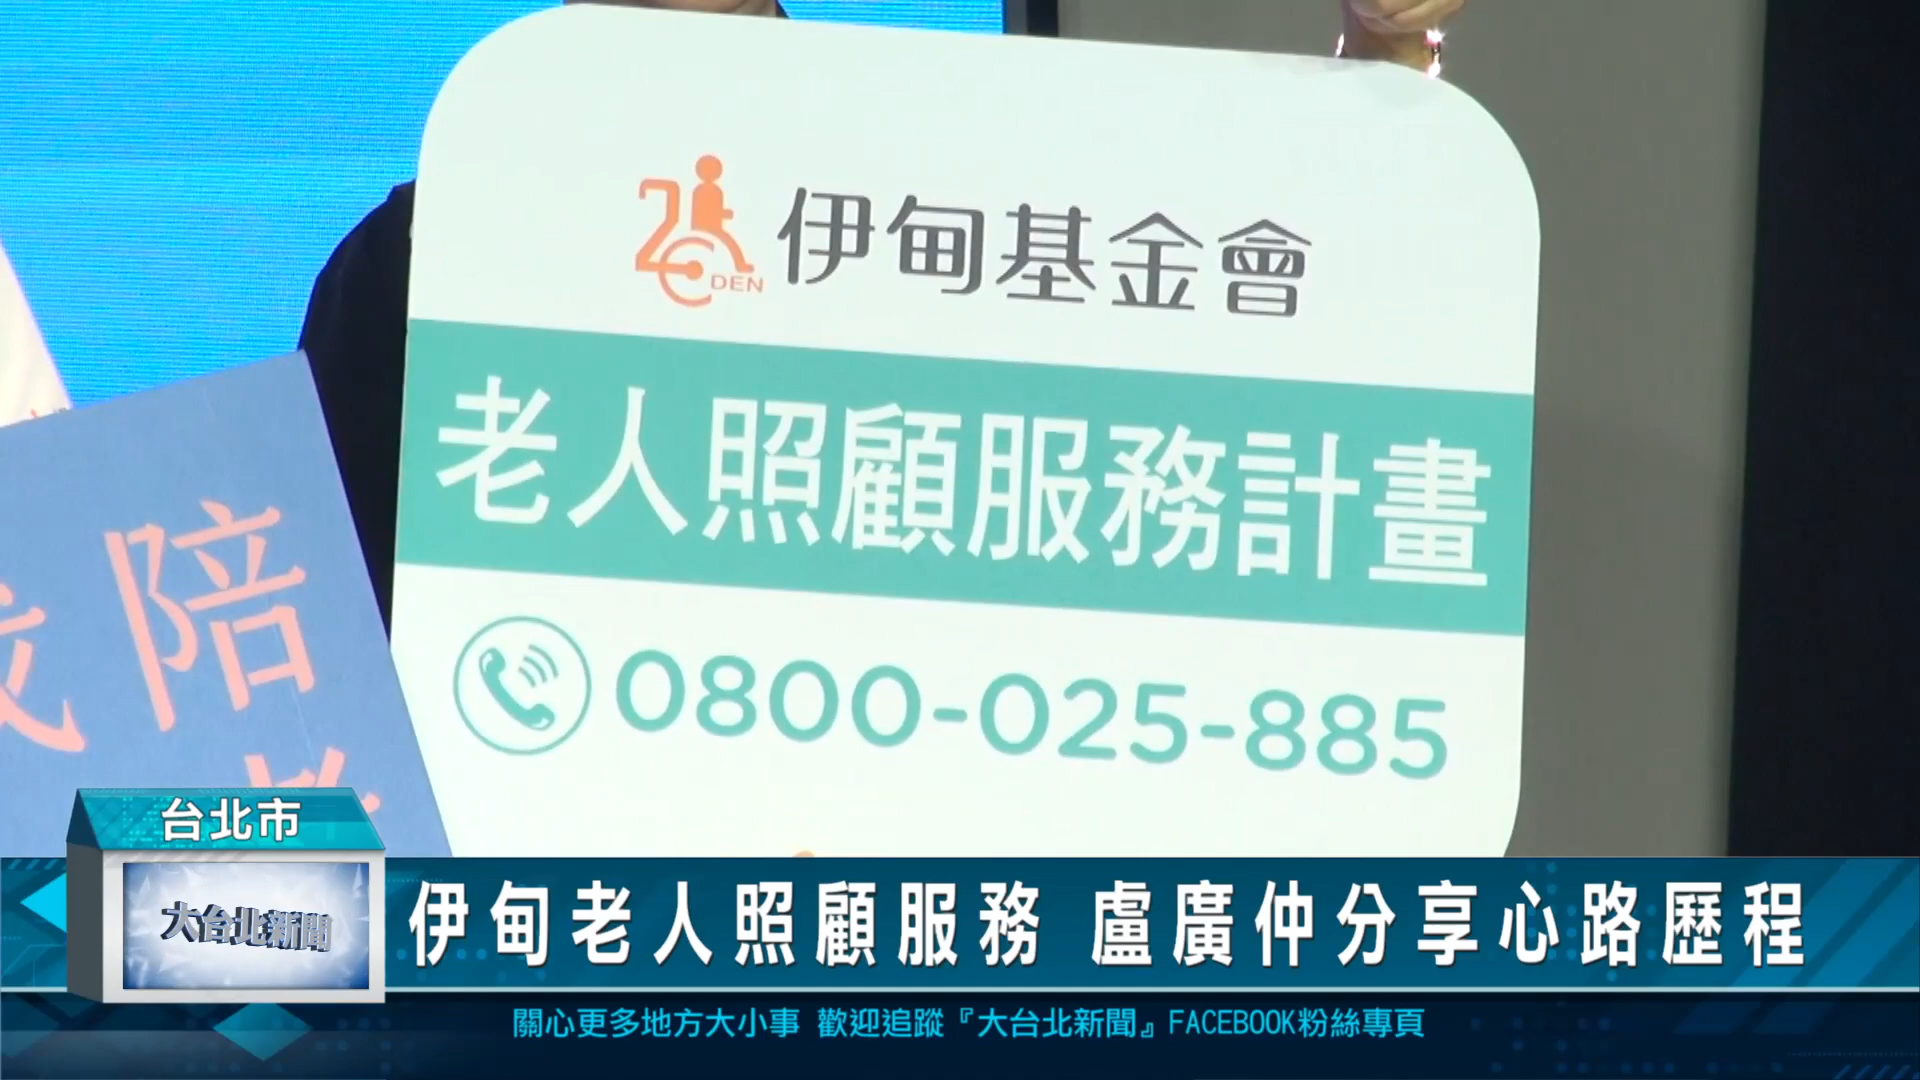 伊甸基金會
EDEN
老人照顧服務計畫
0800-025-885
陪
台北市
大台北新聞
伊甸老人照顧服務 盧廣仲分享心路歷程
關心更多地方大小事 歡迎追蹤『大台北新聞』FACEBOOK粉絲專頁